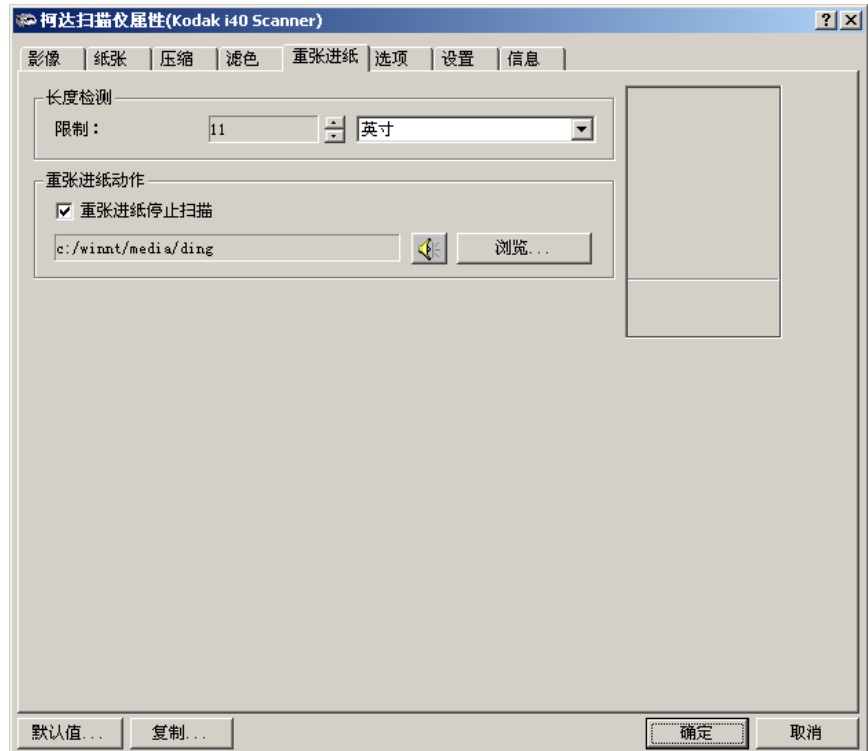 柯达扫描仪属性(Kodak i40 Scanner)
影像 纸张 压缩 滤色 重张进纸 选项 设置 信息
长度检测
限制： 11 英寸
重张进纸动作
重张进纸停止扫描
c:/winnt/media/ding 浏览...
默认值... 复制... 确定 取消